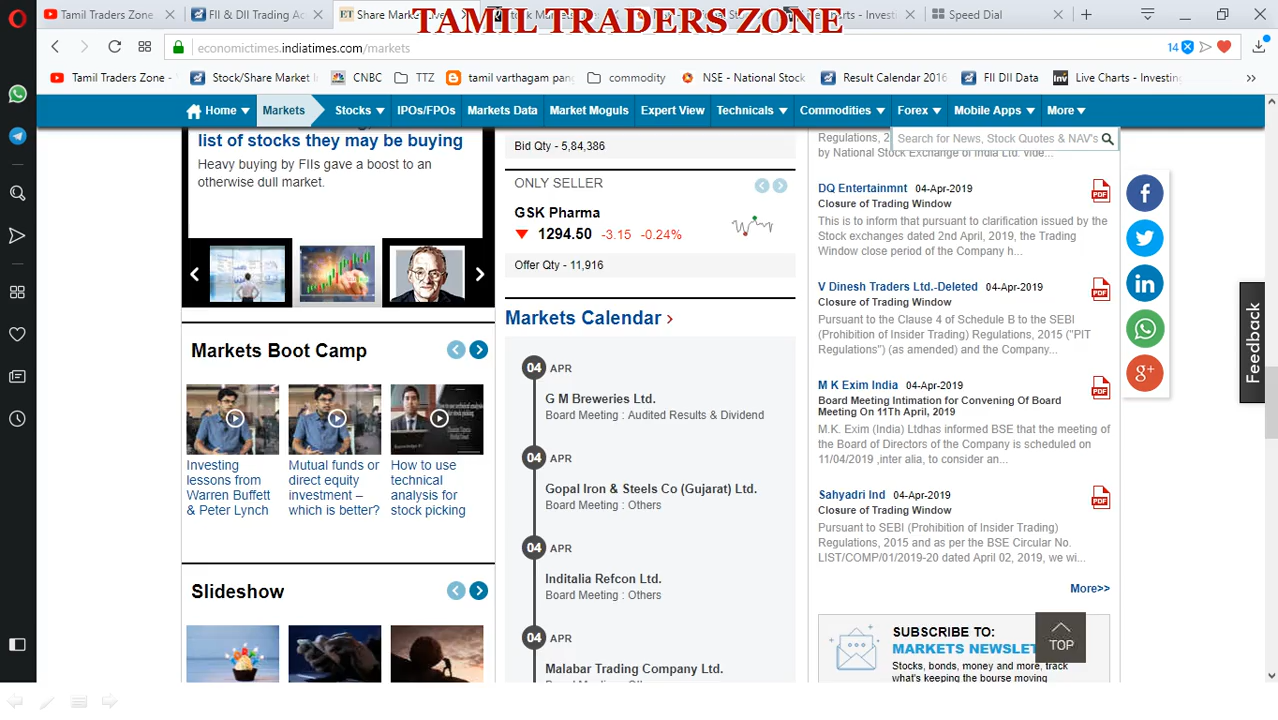 TAMIL TRADERS ZONE
Tamil Traders Zone
FII & DII Trading Ac
Share Market
Speed Dial
economictimes.indiatimes.com/markets
14
Tamil Traders Zone -
Stock/Share Market
CNBC
TTZ
tamil varthagam pan
commodity
NSE - National Stock
Result Calendar 2016
FII DII Data
Live Charts - Investin
Home
Markets
Stocks
IPOs/FPOs
Markets Data
Market Moguls
Expert View
Technicals
Commodities
Forex
Mobile Apps
More
Search for News, Stock Quotes & NAV's
list of stocks they may be buying
Heavy buying by FIIs gave a boost to an
otherwise dull market.
Markets Boot Camp
Investing
lessons from
Warren Buffett
& Peter Lynch
Mutual funds or
direct equity
investment –
which is better?
How to use
technical
analysis for
stock picking
Slideshow
Bid Qty - 5,84,386
ONLY SELLER
GSK Pharma
1294.50 -3.15 -0.24%
Offer Qty - 11,916
Markets Calendar ›
04 APR
G M Breweries Ltd.
Board Meeting : Audited Results & Dividend
04 APR
Gopal Iron & Steels Co (Gujarat) Ltd.
Board Meeting : Others
04 APR
Inditalia Refcon Ltd.
Board Meeting : Others
04 APR
Malabar Trading Company Ltd.
Regulations, 2
by National Stock Exchange of India Ltd. vide...
DQ Entertainmnt 04-Apr-2019
Closure of Trading Window
This is to inform that pursuant to clarification issued by the
Stock exchanges dated 2nd April, 2019, the Trading
Window close period of the Company h...
V Dinesh Traders Ltd.-Deleted 04-Apr-2019
Closure of Trading Window
Pursuant to the Clause 4 of Schedule B to the SEBI
(Prohibition of Insider Trading) Regulations, 2015 ("PIT
Regulations") (as amended) and the Company...
M K Exim India 04-Apr-2019
Board Meeting Intimation for Convening Of Board
Meeting On 11Th April, 2019
M.K. Exim (India) Ltdhas informed BSE that the meeting of
the Board of Directors of the Company is scheduled on
11/04/2019 ,inter alia, to consider an...
Sahyadri Ind 04-Apr-2019
Closure of Trading Window
Pursuant to SEBI (Prohibition of Insider Trading)
Regulations, 2015 and as per the BSE Circular No.
LIST/COMP/01/2019-20 dated April 02, 2019, we wi...
More>>
SUBSCRIBE TO:
MARKETS NEWSLET
Stocks, bonds, money and more, track
what's keeping the bourse moving
TOP
Feedback